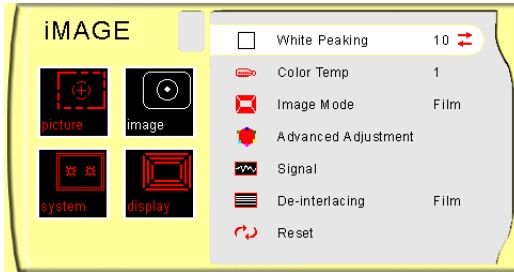 iMAGE
picture
image
system
display
White Peaking 10
Color Temp 1
Image Mode Film
Advanced Adjustment
Signal
De-interlacing Film
Reset